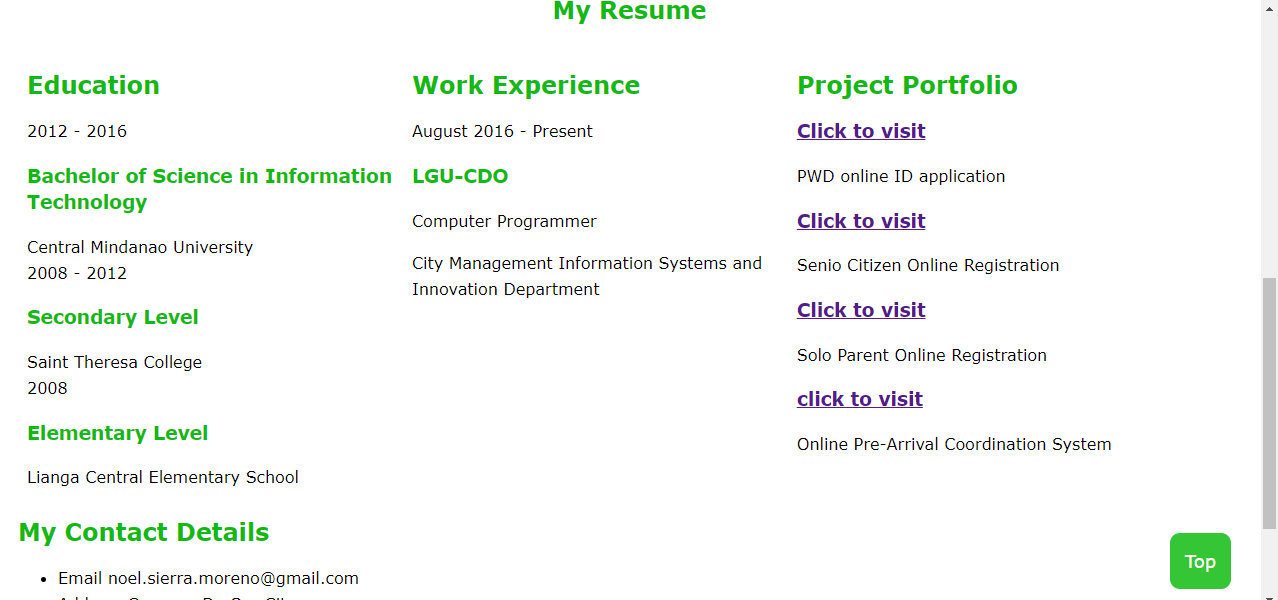 My Resume
Education
2012 - 2016
Bachelor of Science in Information
Technology
Central Mindanao University
2008 - 2012
Secondary Level
Saint Theresa College
2008
Elementary Level
Lianga Central Elementary School
Work Experience
August 2016 - Present
LGU-CDO
Computer Programmer
City Management Information Systems and
Innovation Department
Project Portfolio
Click to visit
PWD online ID application
Click to visit
Senio Citizen Online Registration
Click to visit
Solo Parent Online Registration
click to visit
Online Pre-Arrival Coordination System
My Contact Details
Email noel.sierra.moreno@gmail.com
Top